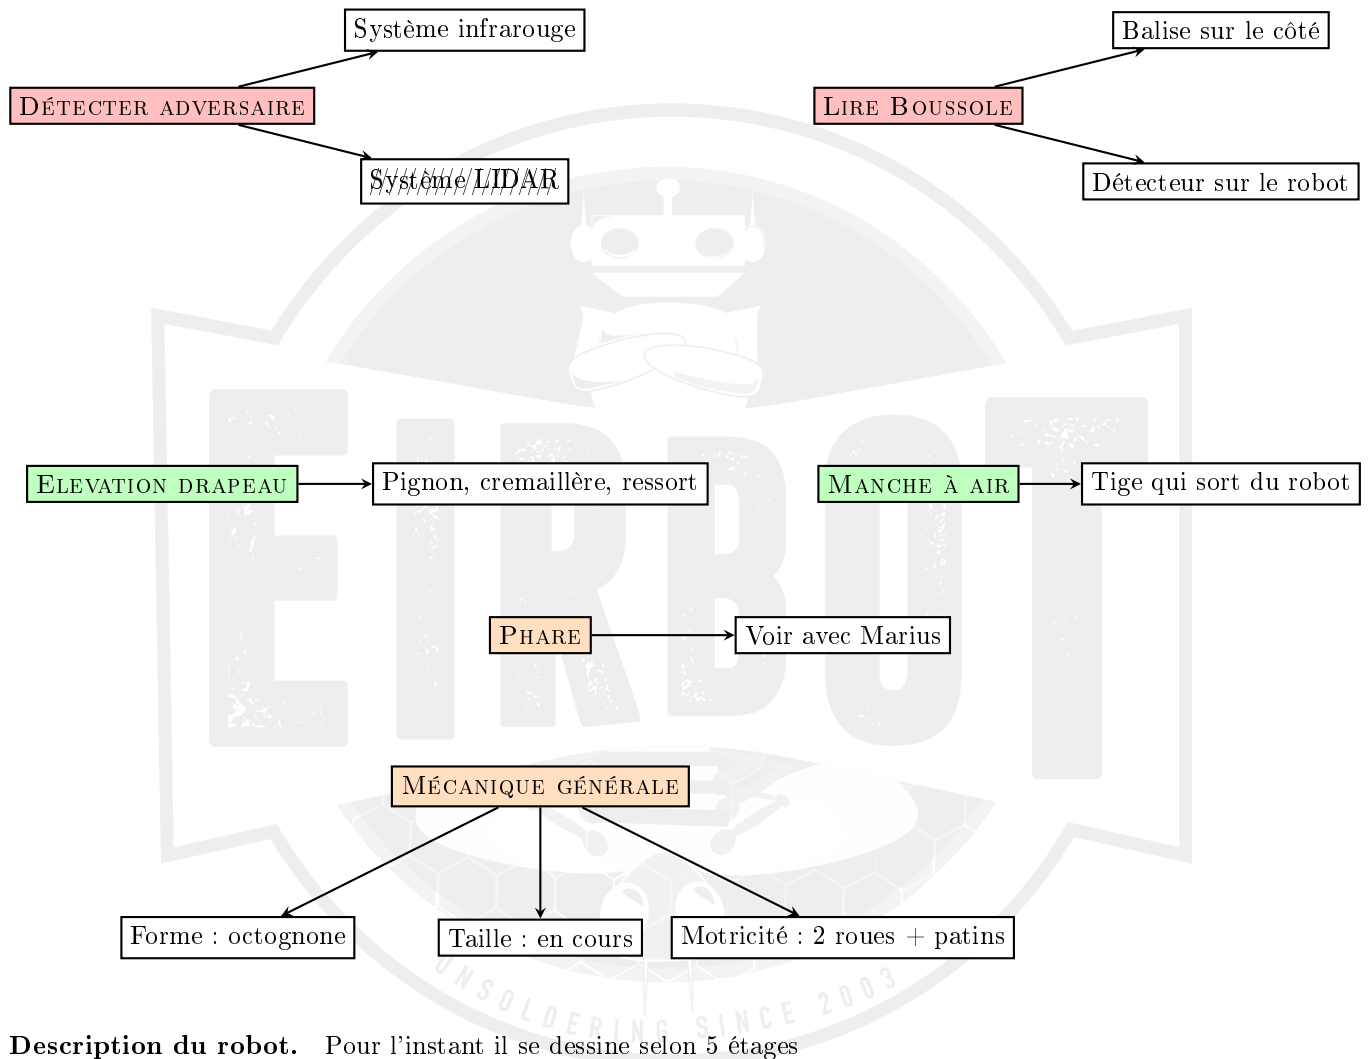 Système infrarouge
Balise sur le côté
DÉTECTER ADVERSAIRE
LIRE BOUSSOLE
Système LIDAR
Détecteur sur le robot
ELEVATION DRAPEAU
Pignon, cremaillère, ressort
MANCHE À AIR
Tige qui sort du robot
EIRBOT
PHARE
Voir avec Marius
MÉCANIQUE GÉNÉRALE
Forme : octognone
Taille : en cours
Motricité : 2 roues + patins
UNSOLDERING SINCE 2003
Description du robot. Pour l'instant il se dessine selon 5 étages